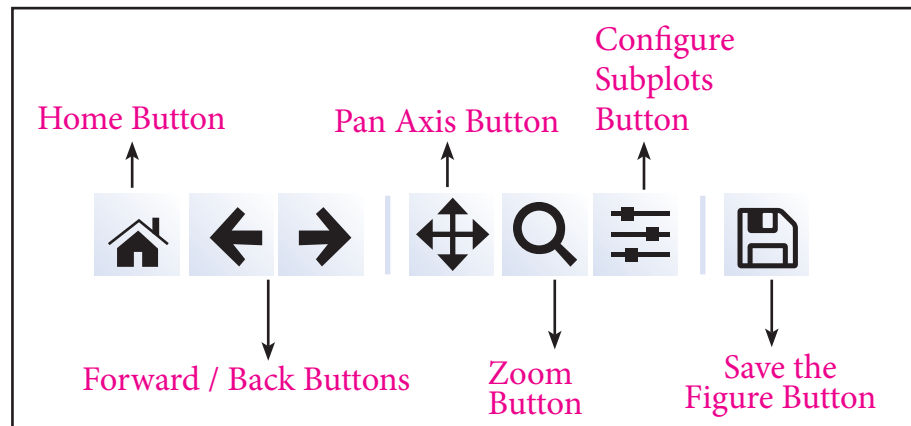 Configure
Subplots
Button
Home Button
Pan Axis Button
Forward / Back Buttons
Zoom
Button
Save the
Figure Button